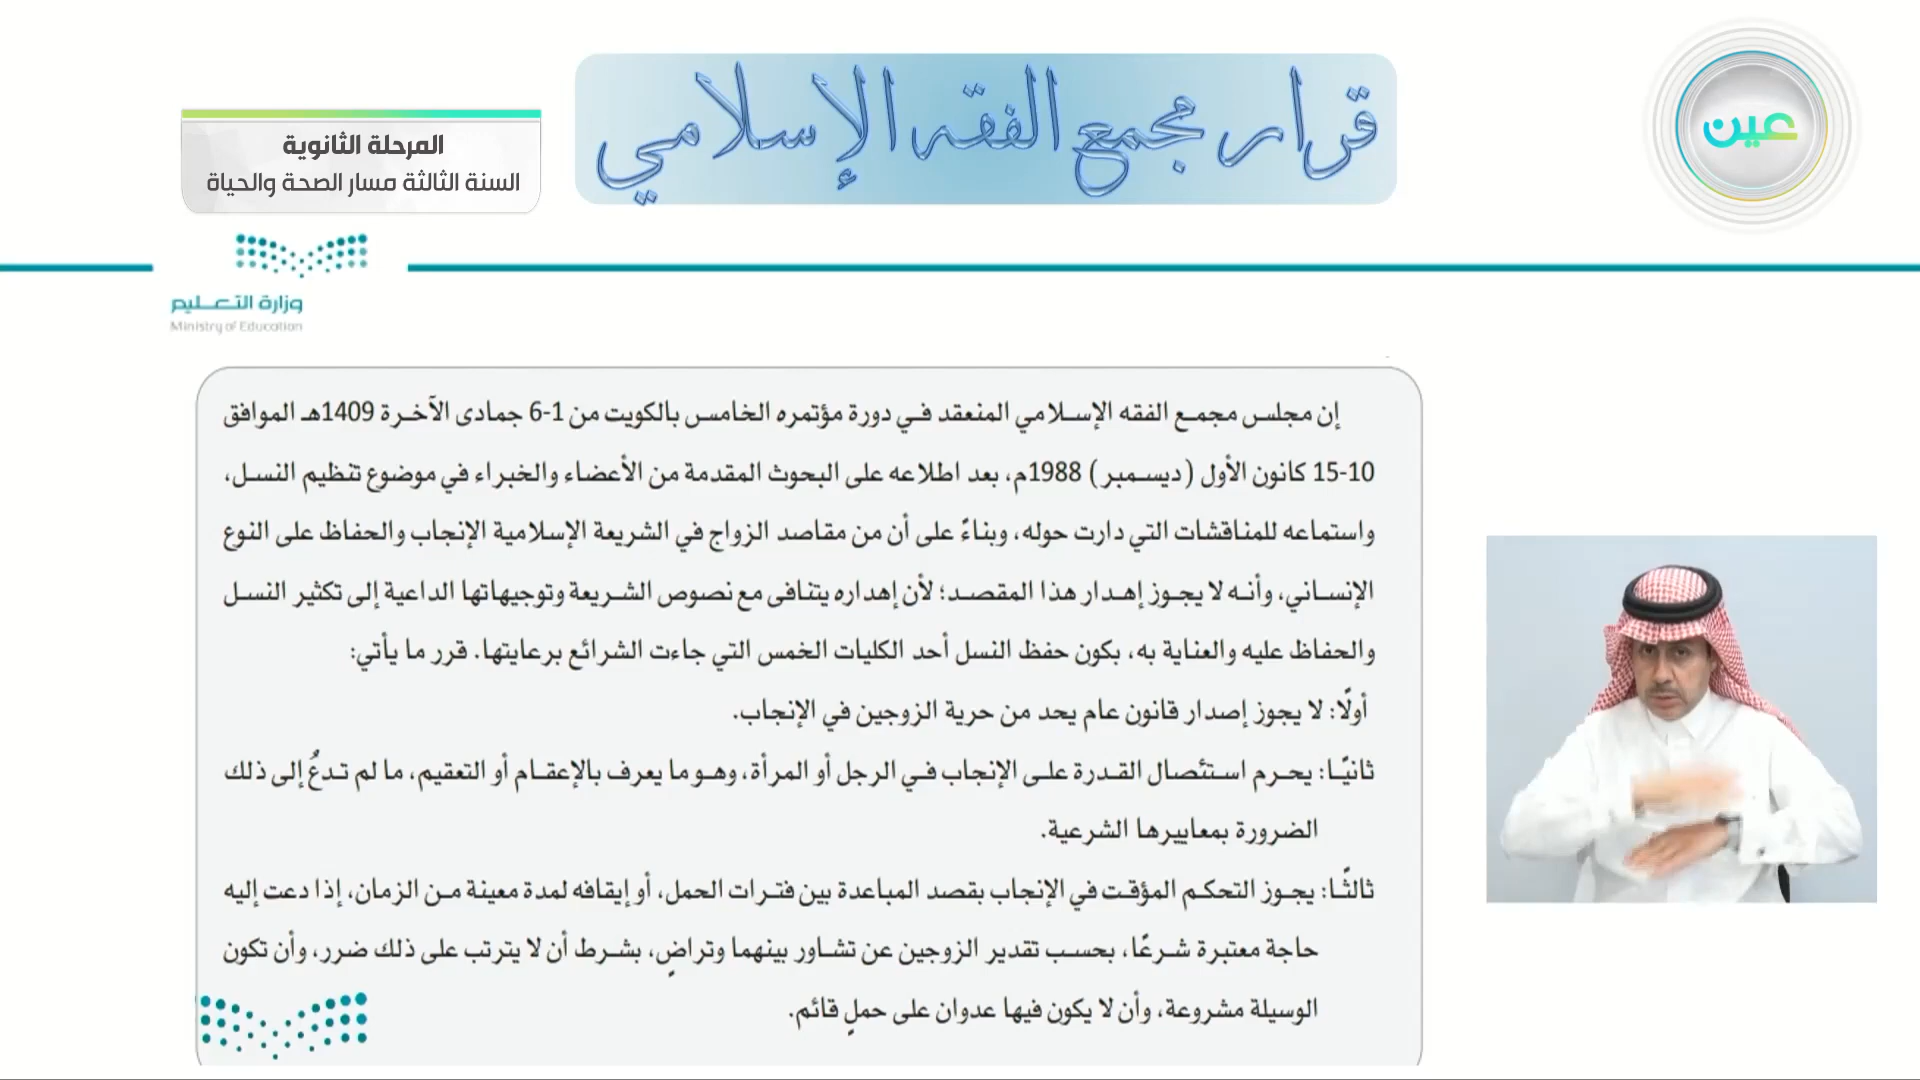 قرار مجمع الفقه الإسلامي
عين
المرحلة الثانوية
السنة الثالثة مسار الصحة والحياة
وزارة التعليم
Ministry of Education
إن مجلس مجمع الفقه الإسلامي المنعقد في دورة مؤتمره الخامس بالكويت من 1-6 جمادى الآخرة 1409هـ الموافق
10-15 كانون الأول (ديسمبر) 1988م، بعد اطلاعه على البحوث المقدمة من الأعضاء والخبراء في موضوع تنظيم النسل،
واستماعه للمناقشات التي دارت حوله، وبناءً على أن من مقاصد الزواج في الشريعة الإسلامية الإنجاب والحفاظ على النوع
الإنساني، وأنه لا يجوز إهدار هذا المقصد؛ لأن إهداره يتنافى مع نصوص الشريعة وتوجيهاتها الداعية إلى تكثير النسل
والحفاظ عليه والعناية به، بكون حفظ النسل أحد الكليات الخمس التي جاءت الشرائع برعايتها. قرر ما يأتي:
أولًا: لا يجوز إصدار قانون عام يحد من حرية الزوجين في الإنجاب.
ثانيًا: يحرم استئصال القدرة على الإنجاب في الرجل أو المرأة، وهو ما يعرف بالإعقام أو التعقيم، ما لم تدعُ إلى ذلك
الضرورة بمعاييرها الشرعية.
ثالثًا: يجوز التحكم المؤقت في الإنجاب بقصد المباعدة بين فترات الحمل، أو إيقافه لمدة معينة من الزمان، إذا دعت إليه
حاجة معتبرة شرعًا، بحسب تقدير الزوجين عن تشاور بينهما وتراضٍ، بشرط أن لا يترتب على ذلك ضرر، وأن تكون
الوسيلة مشروعة، وأن لا يكون فيها عدوان على حملٍ قائم.